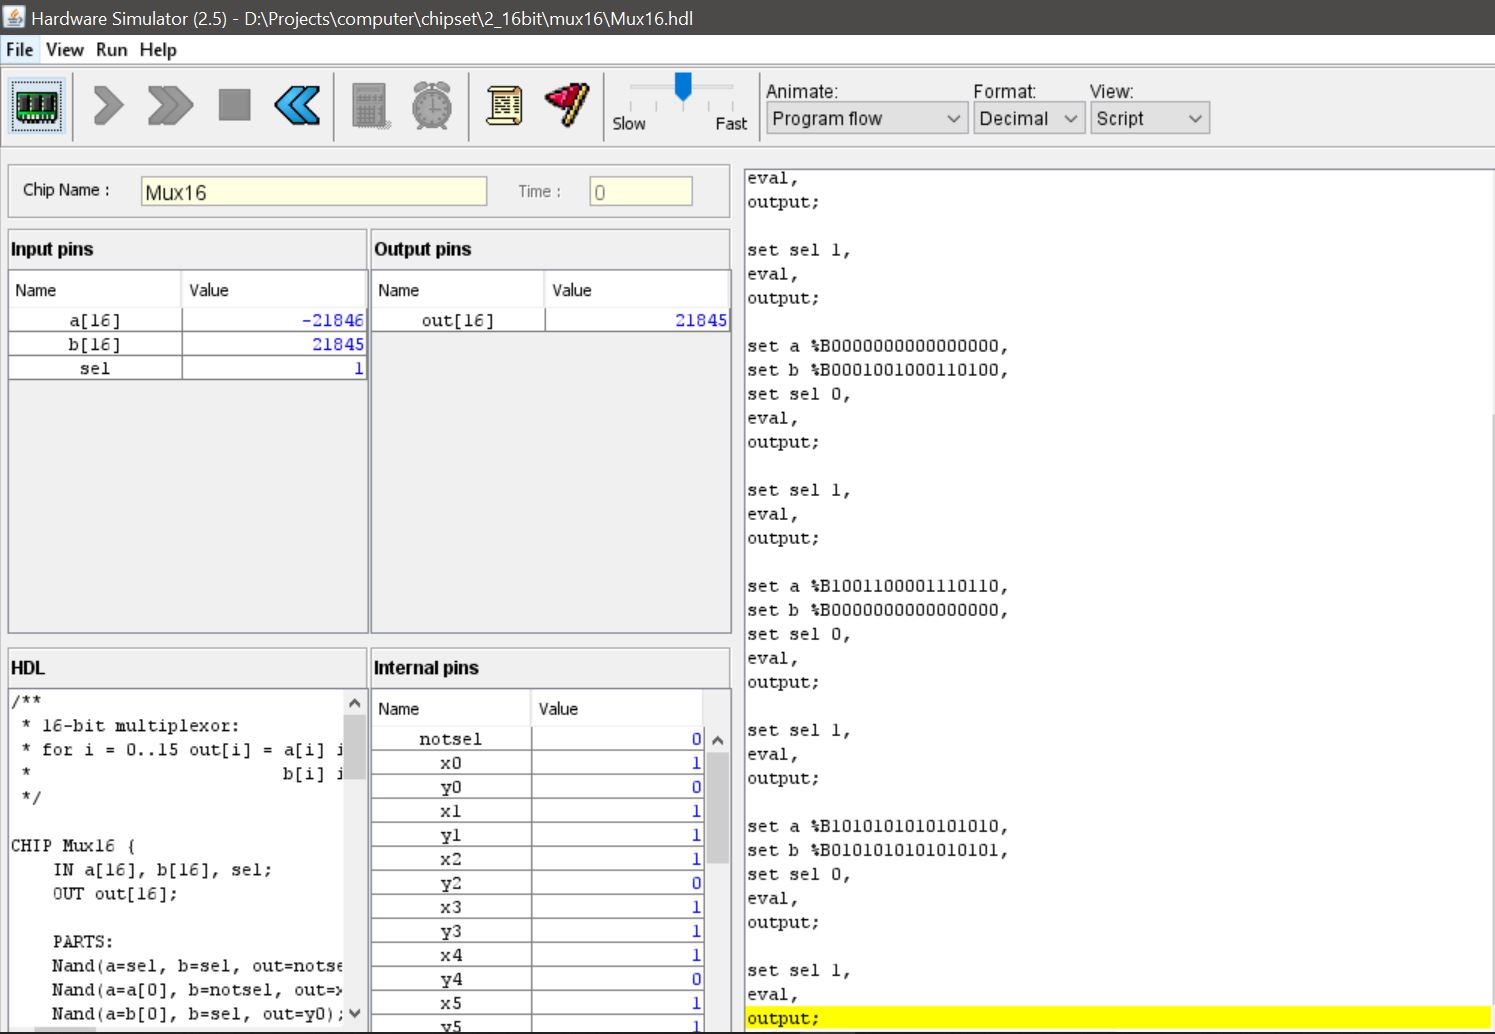 Hardware Simulator (2.5) - D:\Projects\computer\chipset\2_16bit\mux16\Mux16.hdl
File View Run Help
Slow Fast
Animate: Format: View:
Program flow Decimal Script
Chip Name : Mux16 Time : 0
Input pins
Name Value
a[16] -21846
b[16] 21845
sel 1
Output pins
Name Value
out[16] 21845
HDL
/**
* 16-bit multiplexor:
* for i = 0..15 out[i] = a[i] i
* b[i] i
*/
CHIP Mux16 {
IN a[16], b[16], sel;
OUT out[16];
PARTS:
Nand(a=sel, b=sel, out=notse
Nand(a=a[0], b=notsel, out=x
Nand(a=b[0], b=sel, out=y0);
Internal pins
Name Value
notsel 0
x0 1
y0 0
x1 1
y1 1
x2 1
y2 0
x3 1
y3 1
x4 1
y4 0
x5 1
y5 1
eval,
output;
set sel 1,
eval,
output;
set a %B0000000000000000,
set b %B0001001000110100,
set sel 0,
eval,
output;
set sel 1,
eval,
output;
set a %B1001100001110110,
set b %B0000000000000000,
set sel 0,
eval,
output;
set sel 1,
eval,
output;
set a %B1010101010101010,
set b %B0101010101010101,
set sel 0,
eval,
output;
set sel 1,
eval,
output;